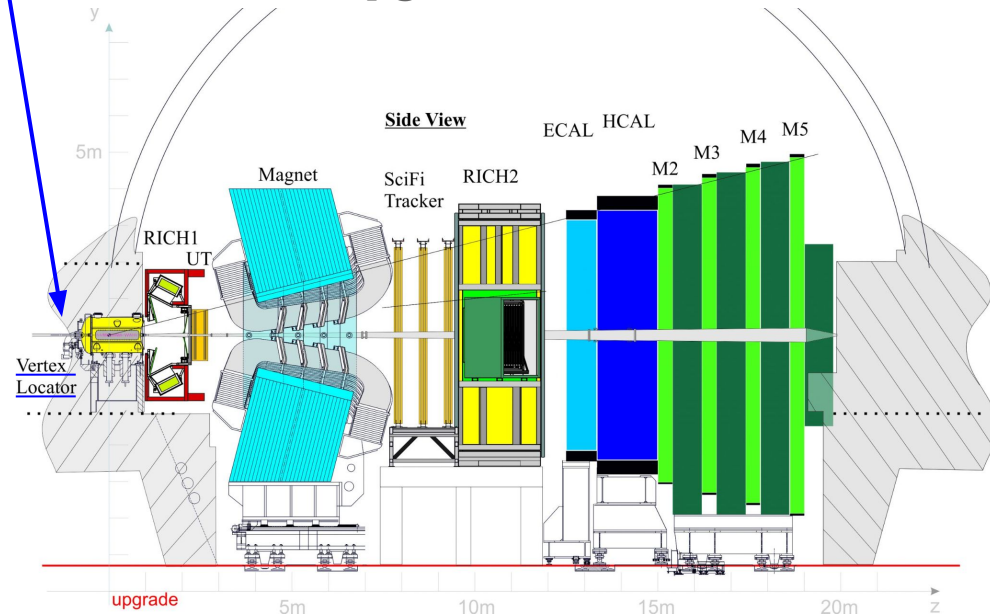 y
Side View
ECAL
HCAL
M2
M3
M4
M5
5m
Magnet
SciFi
Tracker
RICH2
RICH1
UT
Vertex
Locator
upgrade
5m
10m
15m
20m
z